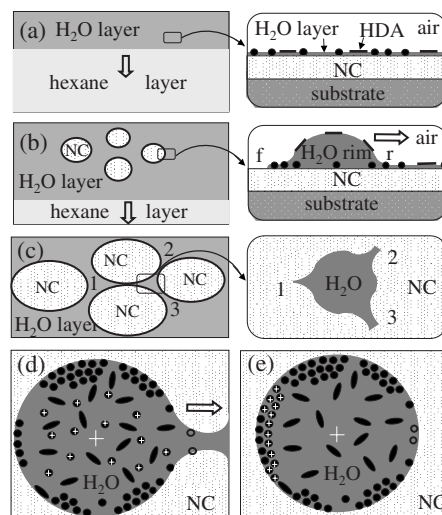 (a)
H₂O layer
hexane layer
H₂O layer
HDA
air
NC
substrate
(b)
NC
H₂O layer
hexane layer
air
f
H₂O rim
r
NC
substrate
(c)
NC
2
NC
1
NC
NC
3
H₂O layer
2
1
H₂O
NC
3
(d)
H₂O
NC
(e)
H₂O
NC